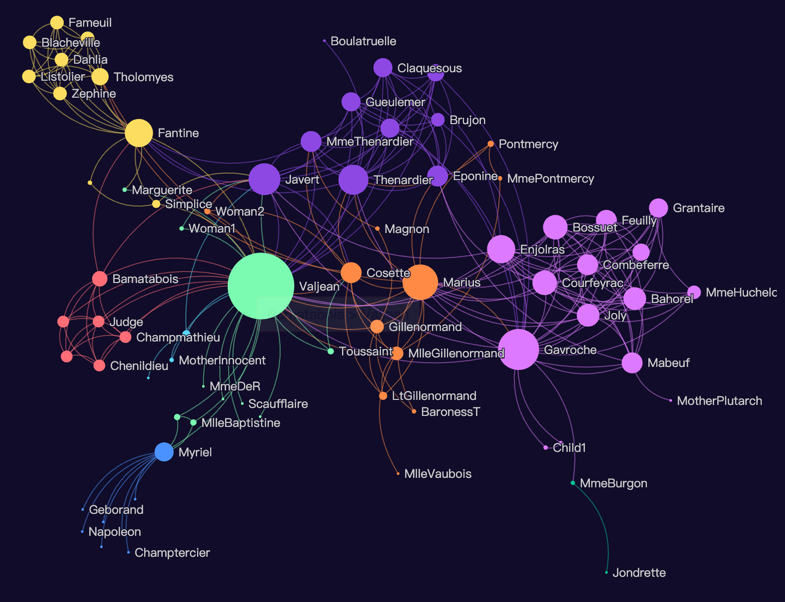 Fameuil
Boulatruelle
Blacheville
Dahlia
Claquesous
Listolier
Tholomyes
Zephine
Gueulemer
Brujon
Fantine
MmeThenardier
Pontmercy
Javert
Thenardier
Eponine
MmePontmercy
Marguerite
Simplice
Woman2
Grantaire
Feuilly
Bossuet
Woman1
Magnon
Enjolras
Combeferre
Cosette
Bamatabois
Valjean
Marius
Courfeyrac
MmeHuchelo
Bahorel
Joly
Judge
Gillenormand
Champmathieu
Toussaint
MlleGillenormand
Gavroche
MotherInnocent
Chenildieu
Mabeuf
MmeDeR
LtGillenormand
Scaufflaire
BaronessT
MotherPlutarch
MlleBaptistine
Child1
Myriel
MlleVaubois
MmeBurgon
Geborand
Napoleon
Champtercier
Jondrette